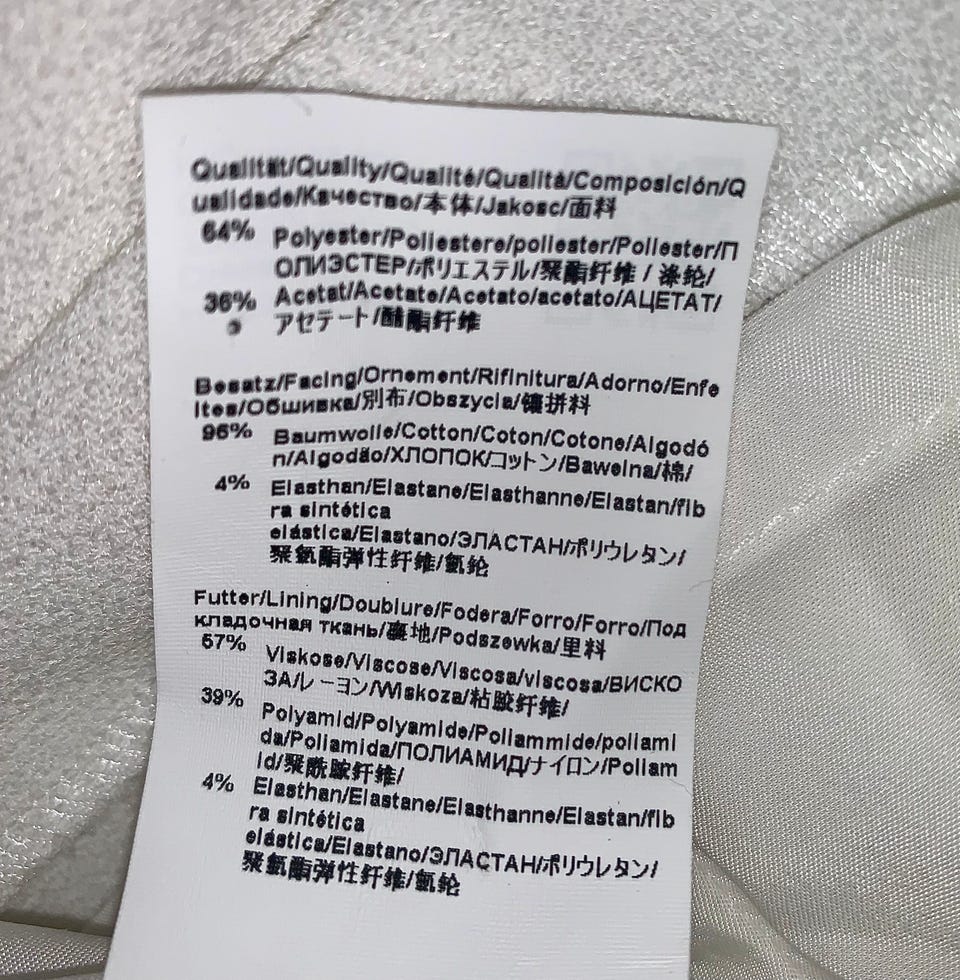 Qualität/Quality/Qualité/Qualità/Composición/Q
ualidade/Качество/本体/Jakosc/面料
64% Polyester/Poliestere/poliester/Poliester/П
ОЛИЭСТЕР/ポリエステル/聚酯纤维 / 涤纶/
36% Acetat/Acetate/Acetato/acetato/АЦЕТАТ/
アセテート/醋酯纤维
Besatz/Facing/Ornement/Rifinitura/Adorno/Enfe
ites/Обшивка/別布/Obszycia/镶拼料
96% Baumwolle/Cotton/Coton/Cotone/Algodó
n/Algodão/ХЛОПОК/コットン/Bawelna/棉/
4% Elasthan/Elastane/Elasthanne/Elastan/fib
ra sintética
elástica/Elastano/ЭЛАСТАН/ポリウレタン/
聚氨酯弹性纤维/氨纶
Futter/Lining/Doublure/Fodera/Forro/Forro/Под
кладочная ткань/裏地/Podszewka/里料
57% Viskose/Viscose/Viscosa/viscosa/ВИСКО
ЗА/レーヨン/Wiskoza/粘胶纤维/
39% Polyamid/Polyamide/Poliammide/poliami
da/Poliamida/ПОЛИАМИД/ナイロン/Poliam
id/聚酰胺纤维/
4% Elasthan/Elastane/Elasthanne/Elastan/fib
ra sintética
elástica/Elastano/ЭЛАСТАН/ポリウレタン/
聚氨酯弹性纤维/氨纶